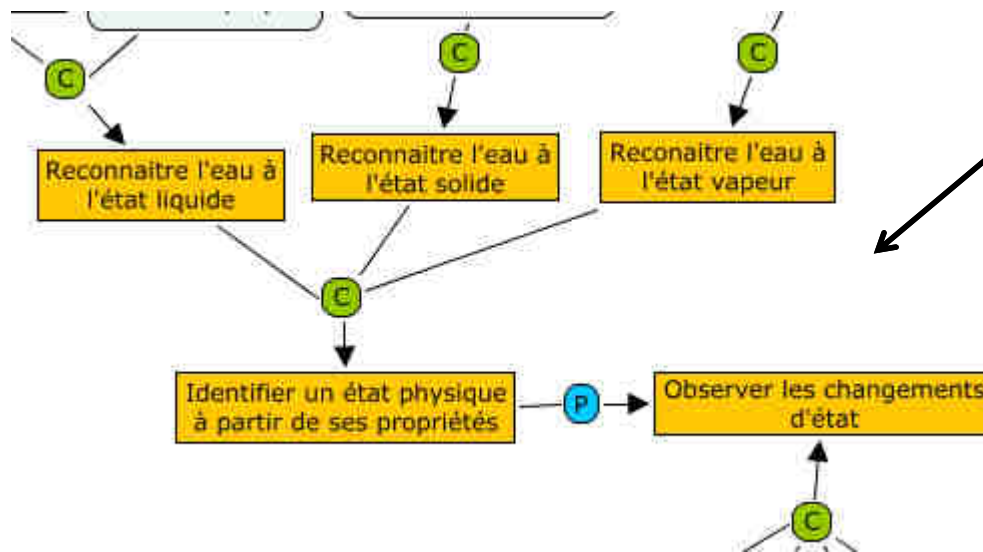 C
C
C
Reconnaitre l'eau à
l'état liquide
Reconnaitre l'eau à
l'état solide
Reconaitre l'eau à
l'état vapeur
C
Identifier un état physique
à partir de ses propriétés
P
Observer les changements
d'état
C